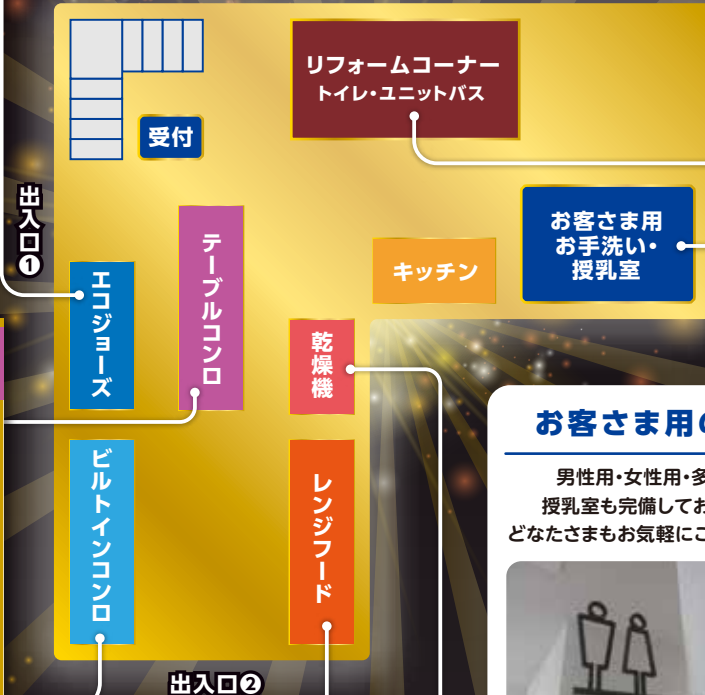 リフォームコーナー
トイレ・ユニットバス
受付
出入口❶
お客さま用
お手洗い・
授乳室
テーブルコンロ
キッチン
エコジョーズ
乾燥機
ビルトインコンロ
レンジフード
出入口❷
お客さま用の
男性用・女性用・多
授乳室も完備してお
どなたさまもお気軽にご